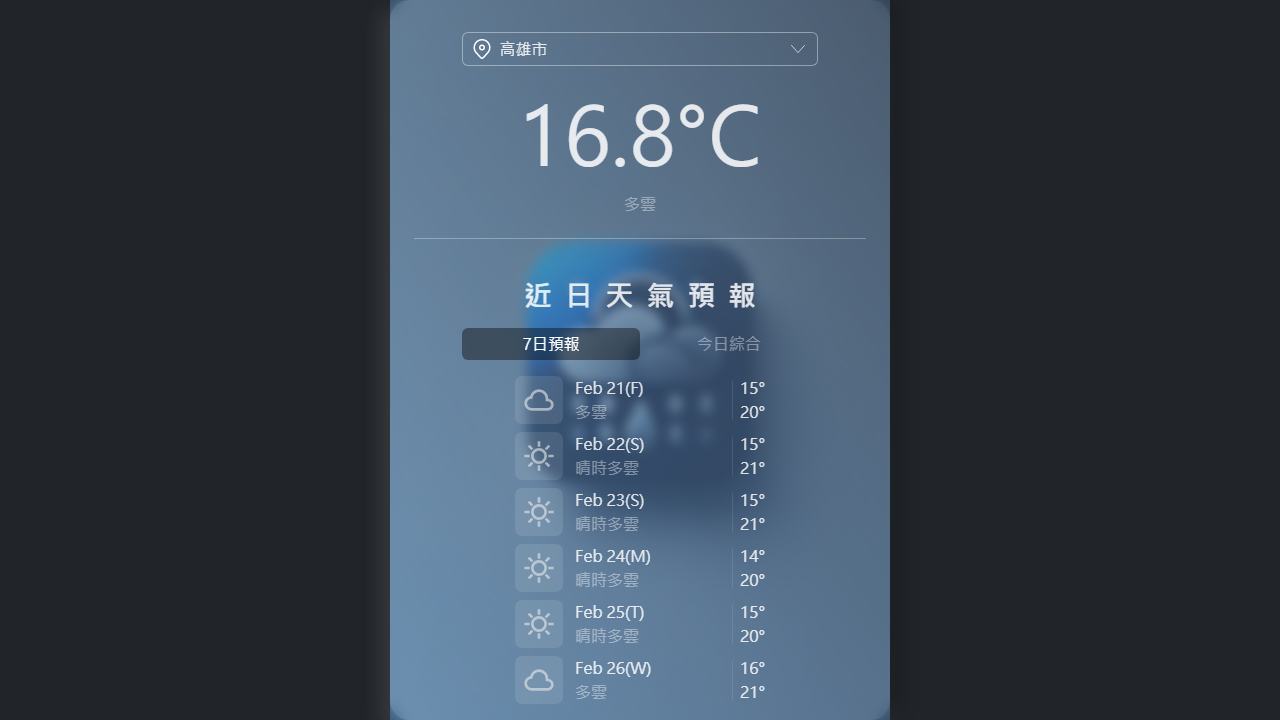 高雄市
16.8°C
多雲
近日天氣預報
7日預報 今日綜合
Feb 21(F) 15°
多雲 20°
Feb 22(S) 15°
晴時多雲 21°
Feb 23(S) 15°
晴時多雲 21°
Feb 24(M) 14°
晴時多雲 20°
Feb 25(T) 15°
晴時多雲 20°
Feb 26(W) 16°
多雲 21°